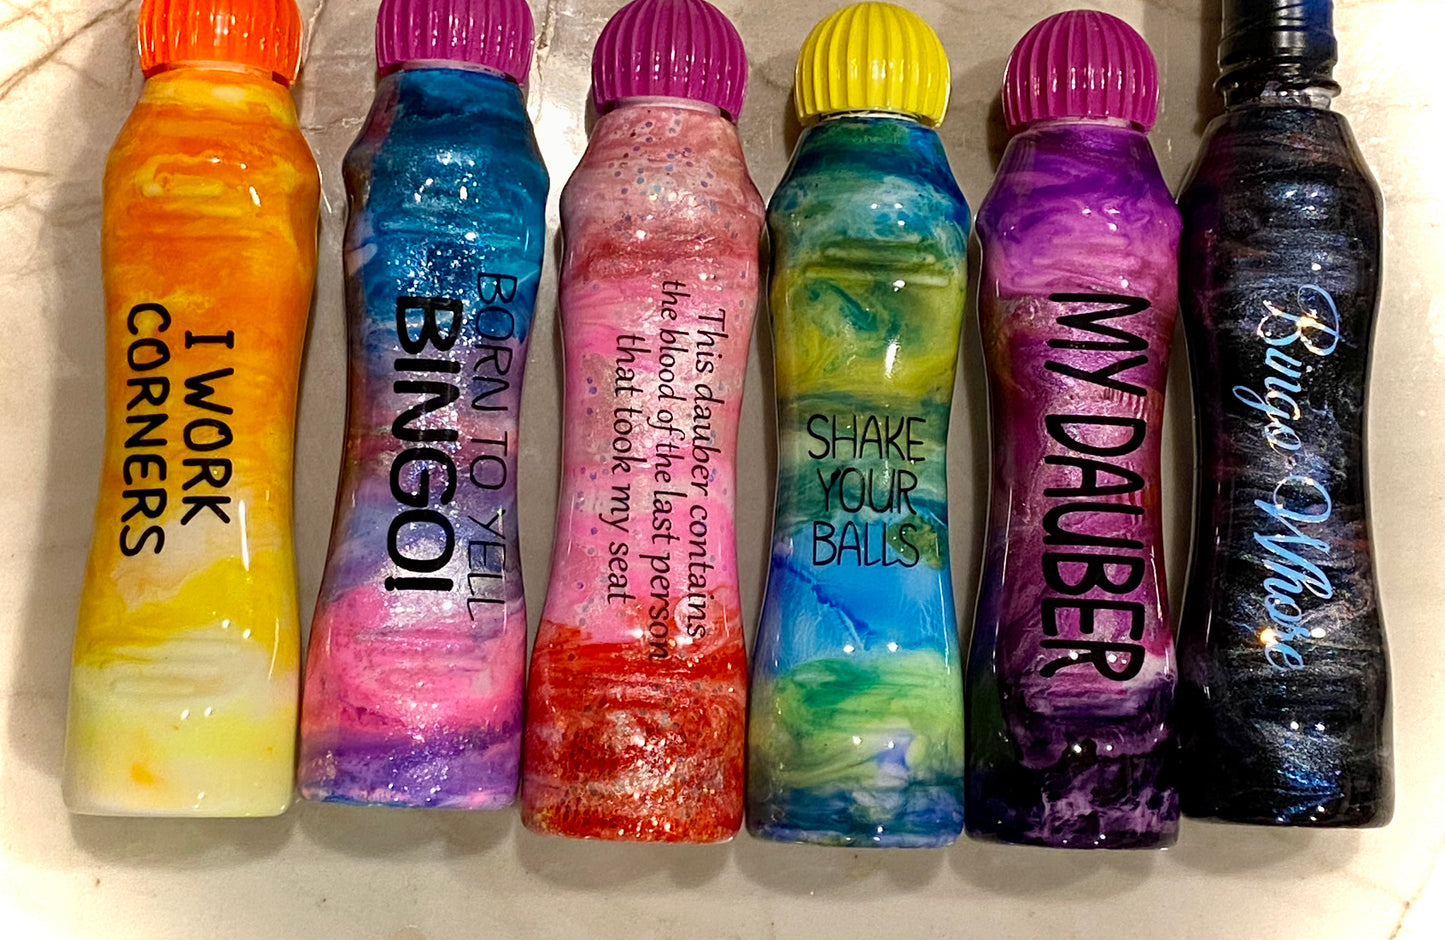 I WORK
CORNERS
BORN TO YELL
BINGO!
This dauber contains
the blood of the last person
that took my seat
SHAKE
YOUR
BALLS
MY DAUBER
Bingo Whore